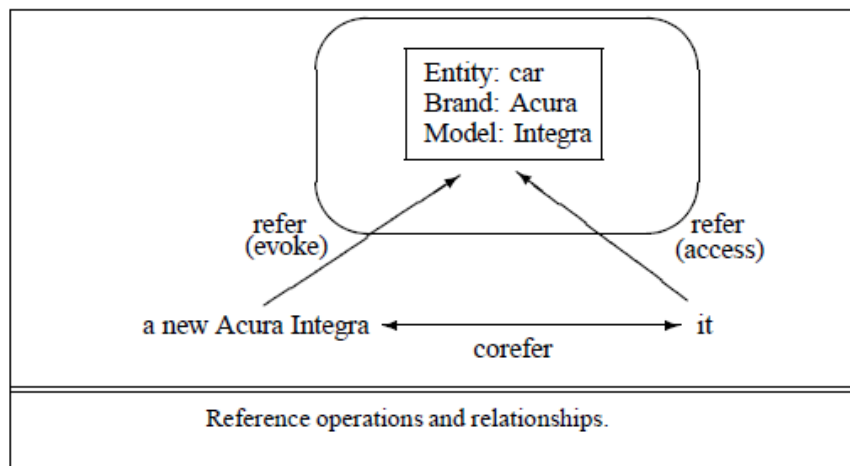 Entity: car
Brand: Acura
Model: Integra
refer
(evoke)
refer
(access)
a new Acura Integra
it
corefer
Reference operations and relationships.